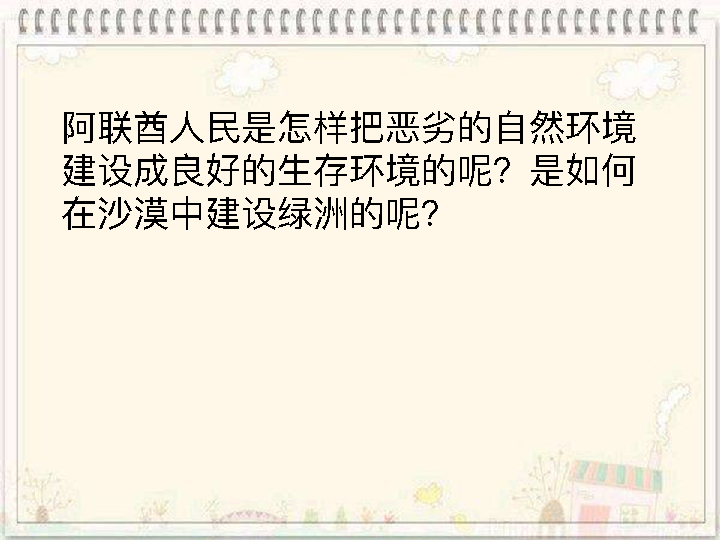 阿联酋人民是怎样把恶劣的自然环境
建设成良好的生存环境的呢？是如何
在沙漠中建设绿洲的呢？